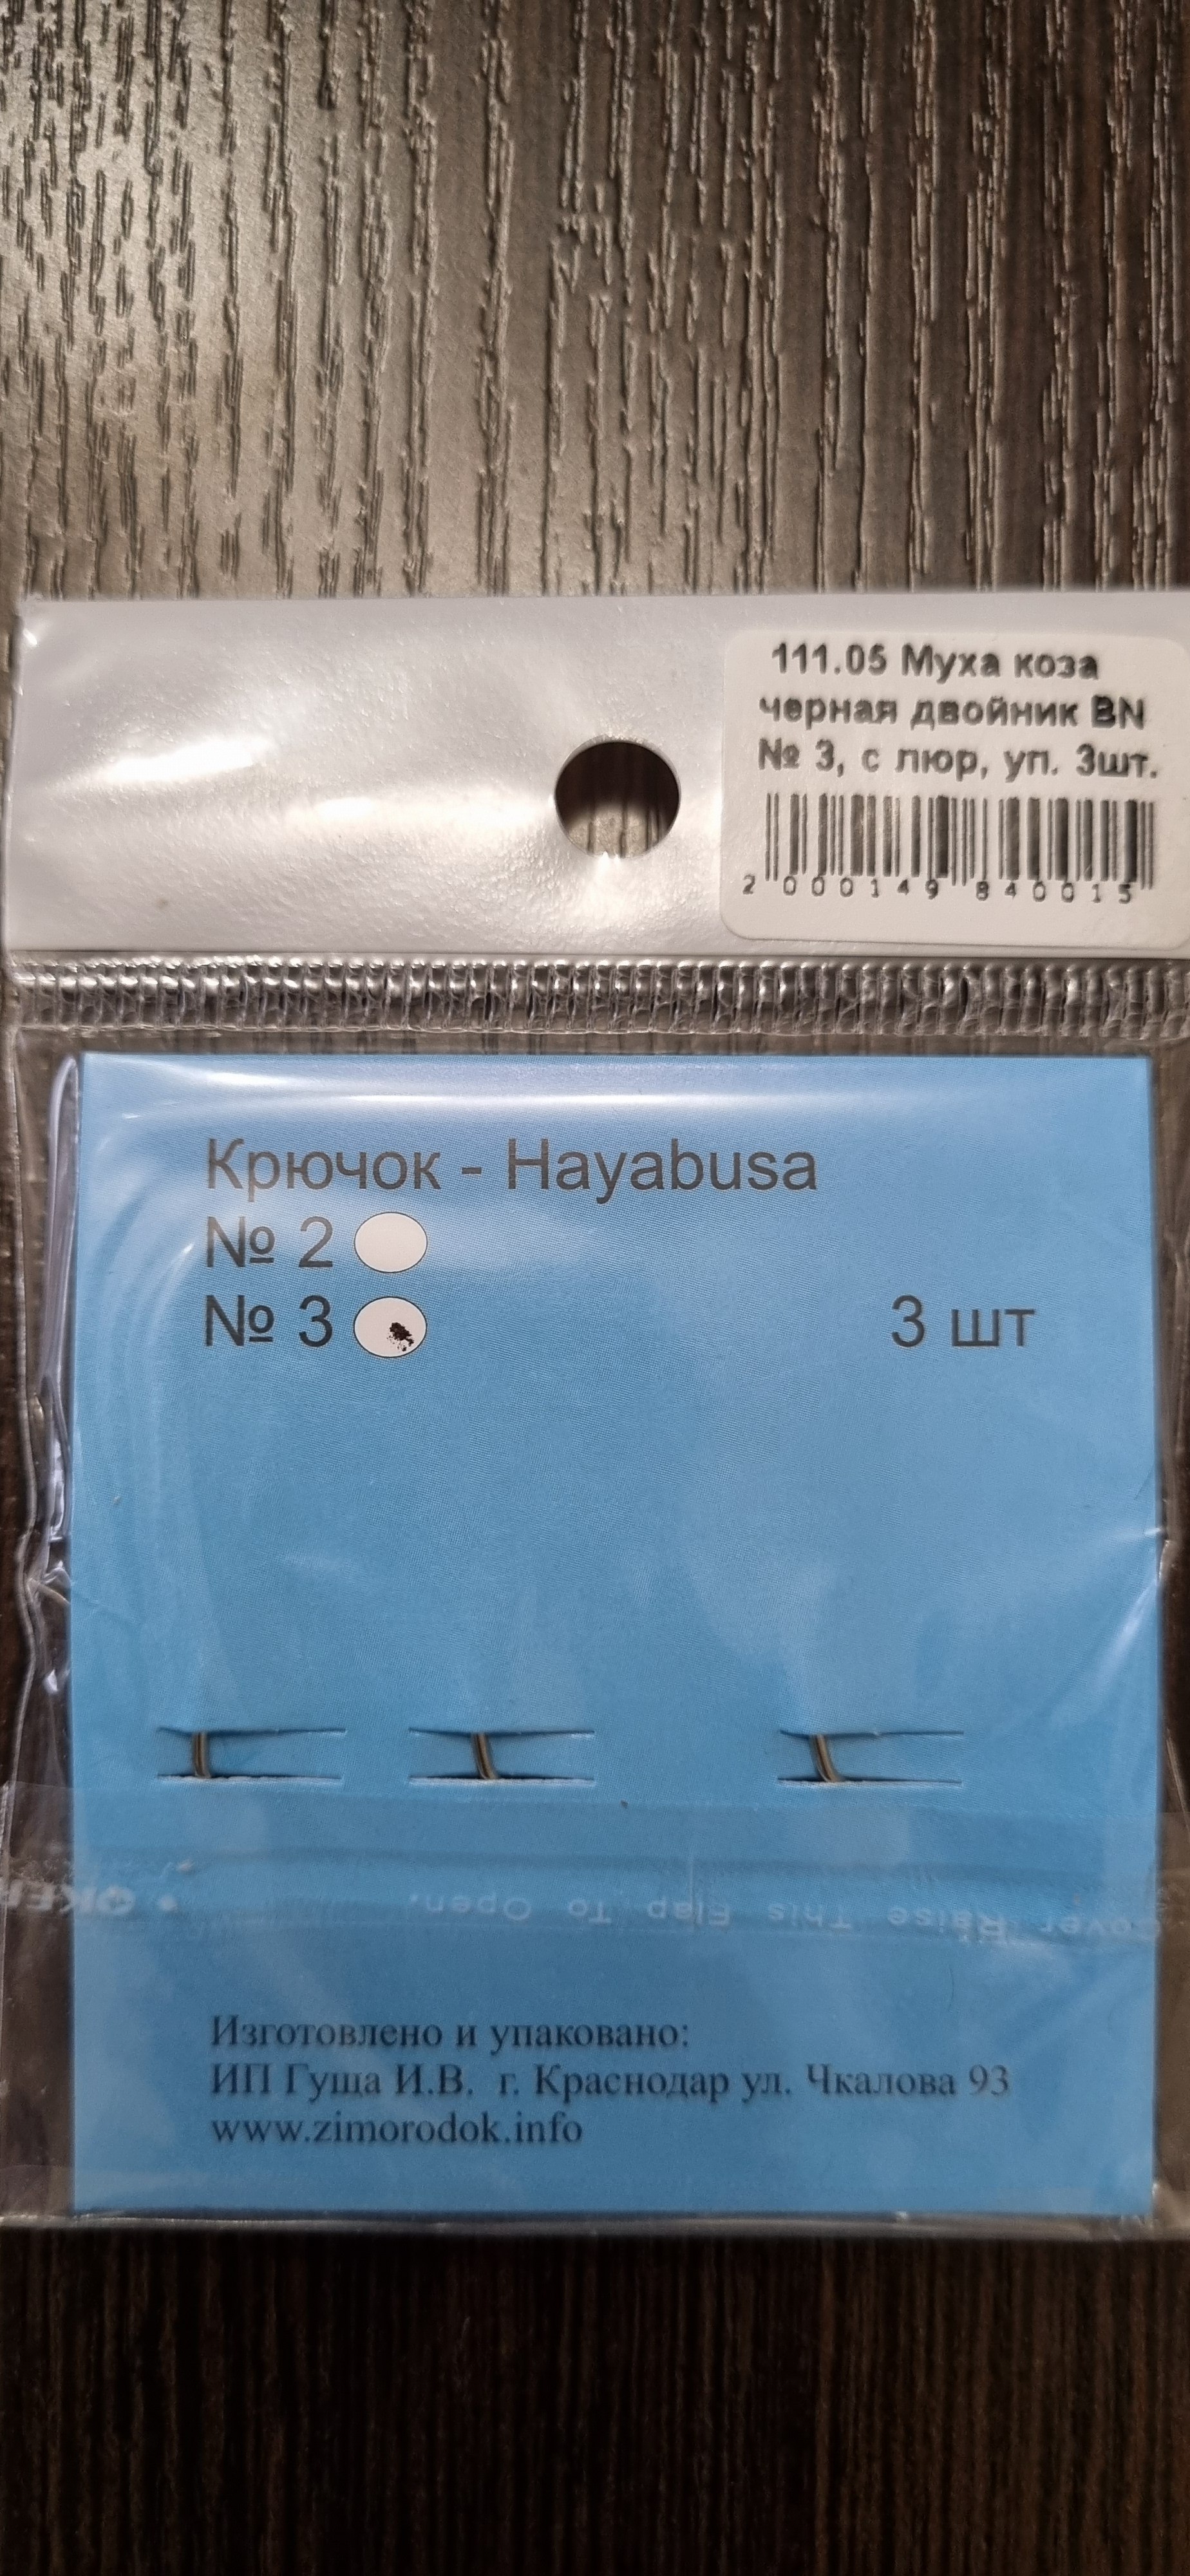 111.05 Муха коза
черная двойник BN
№ 3, с люр, уп. 3шт.
2 000149 840015
Крючок - Hayabusa
№ 2
№ 3 3 шт
Cover Raise This Flap To Open.
Изготовлено и упаковано:
ИП Гуща И.В. г. Краснодар ул. Чкалова 93
www.zimorodok.info